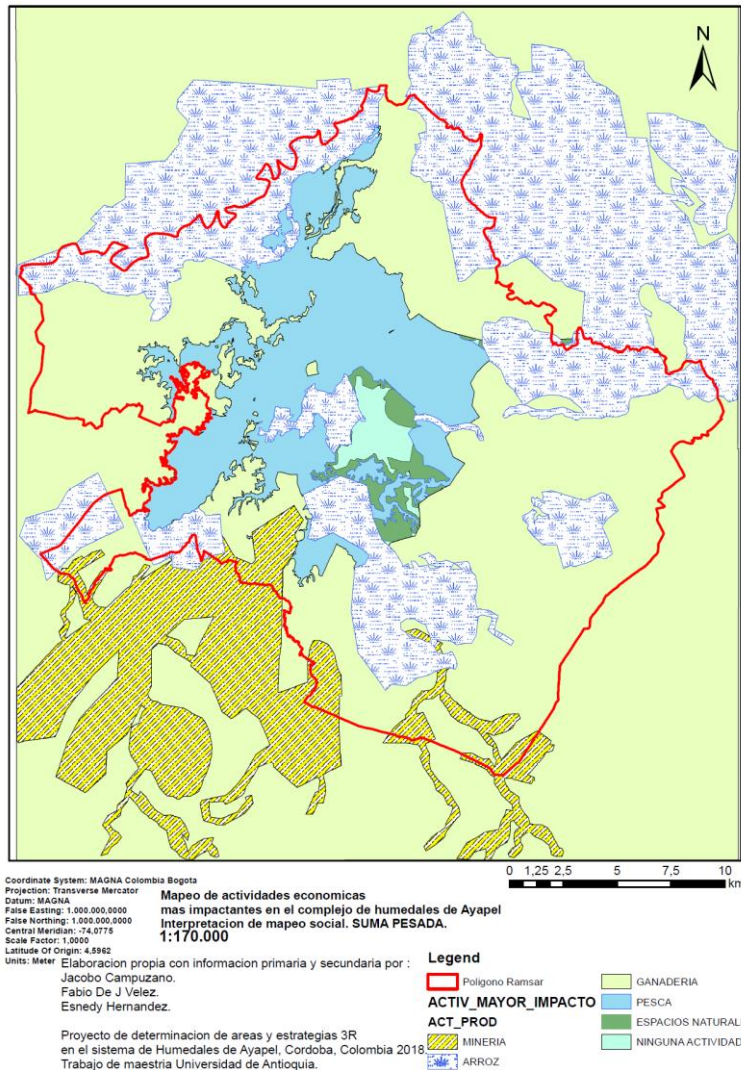 N
0 1,25 2,5 5 7,5 10
km
Coordinate System: MAGNA Colombia Bogota
Projection: Transverse Mercator
Datum: MAGNA
False Easting: 1.000.000,0000
False Northing: 1.000.000,0000
Central Meridian: -74,0775
Scale Factor: 1,0000
Latitude Of Origin: 4,5962
Units: Meter
Mapeo de actividades economicas
mas impactantes en el complejo de humedales de Ayapel
Interpretacion de mapeo social. SUMA PESADA.
1:170.000
Elaboracion propia con informacion primaria y secundaria por :
Jacobo Campuzano.
Fabio De J Velez.
Esnedy Hernandez.
Proyecto de determinacion de areas y estrategias 3R
en el sistema de Humedales de Ayapel, Cordoba, Colombia 2018
Trabajo de maestria Universidad de Antioquia.
Legend
Poligono Ramsar
ACTIV_MAYOR_IMPACTO
ACT_PROD
MINERIA
ARROZ
GANADERIA
PESCA
ESPACIOS NATURALE
NINGUNA ACTIVIDAD